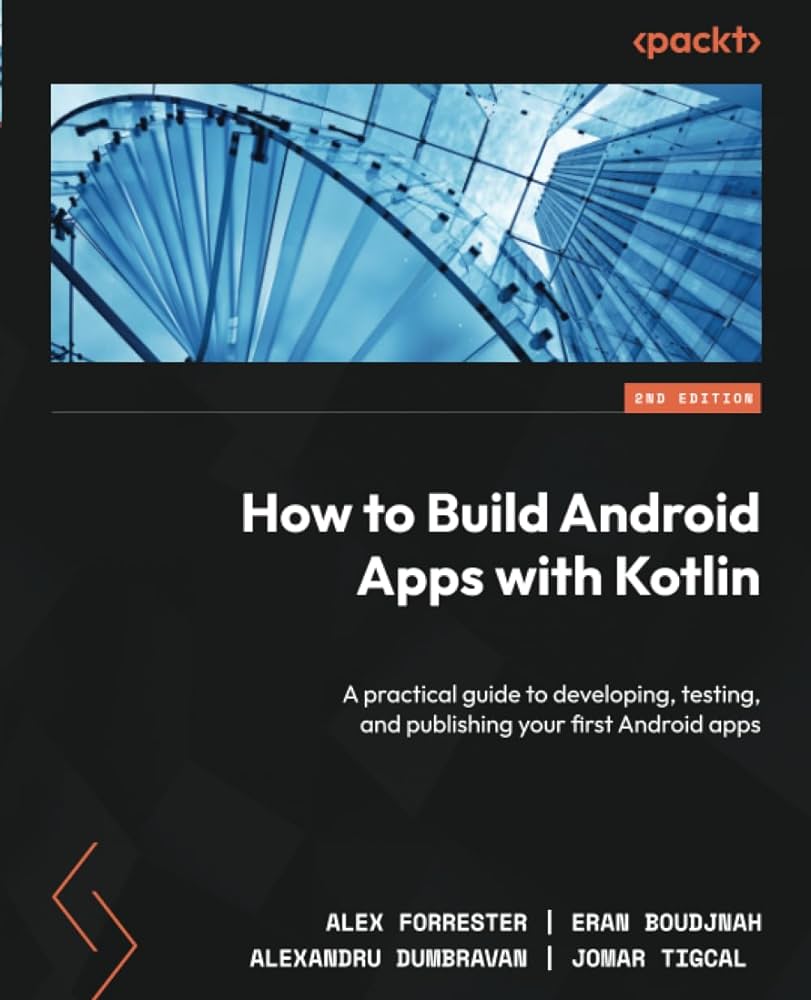 <packt>
2ND EDITION
How to Build Android
Apps with Kotlin
A practical guide to developing, testing,
and publishing your first Android apps
ALEX FORRESTER | ERAN BOUDJNAH
ALEXANDRU DUMBRAVAN | JOMAR TIGCAL